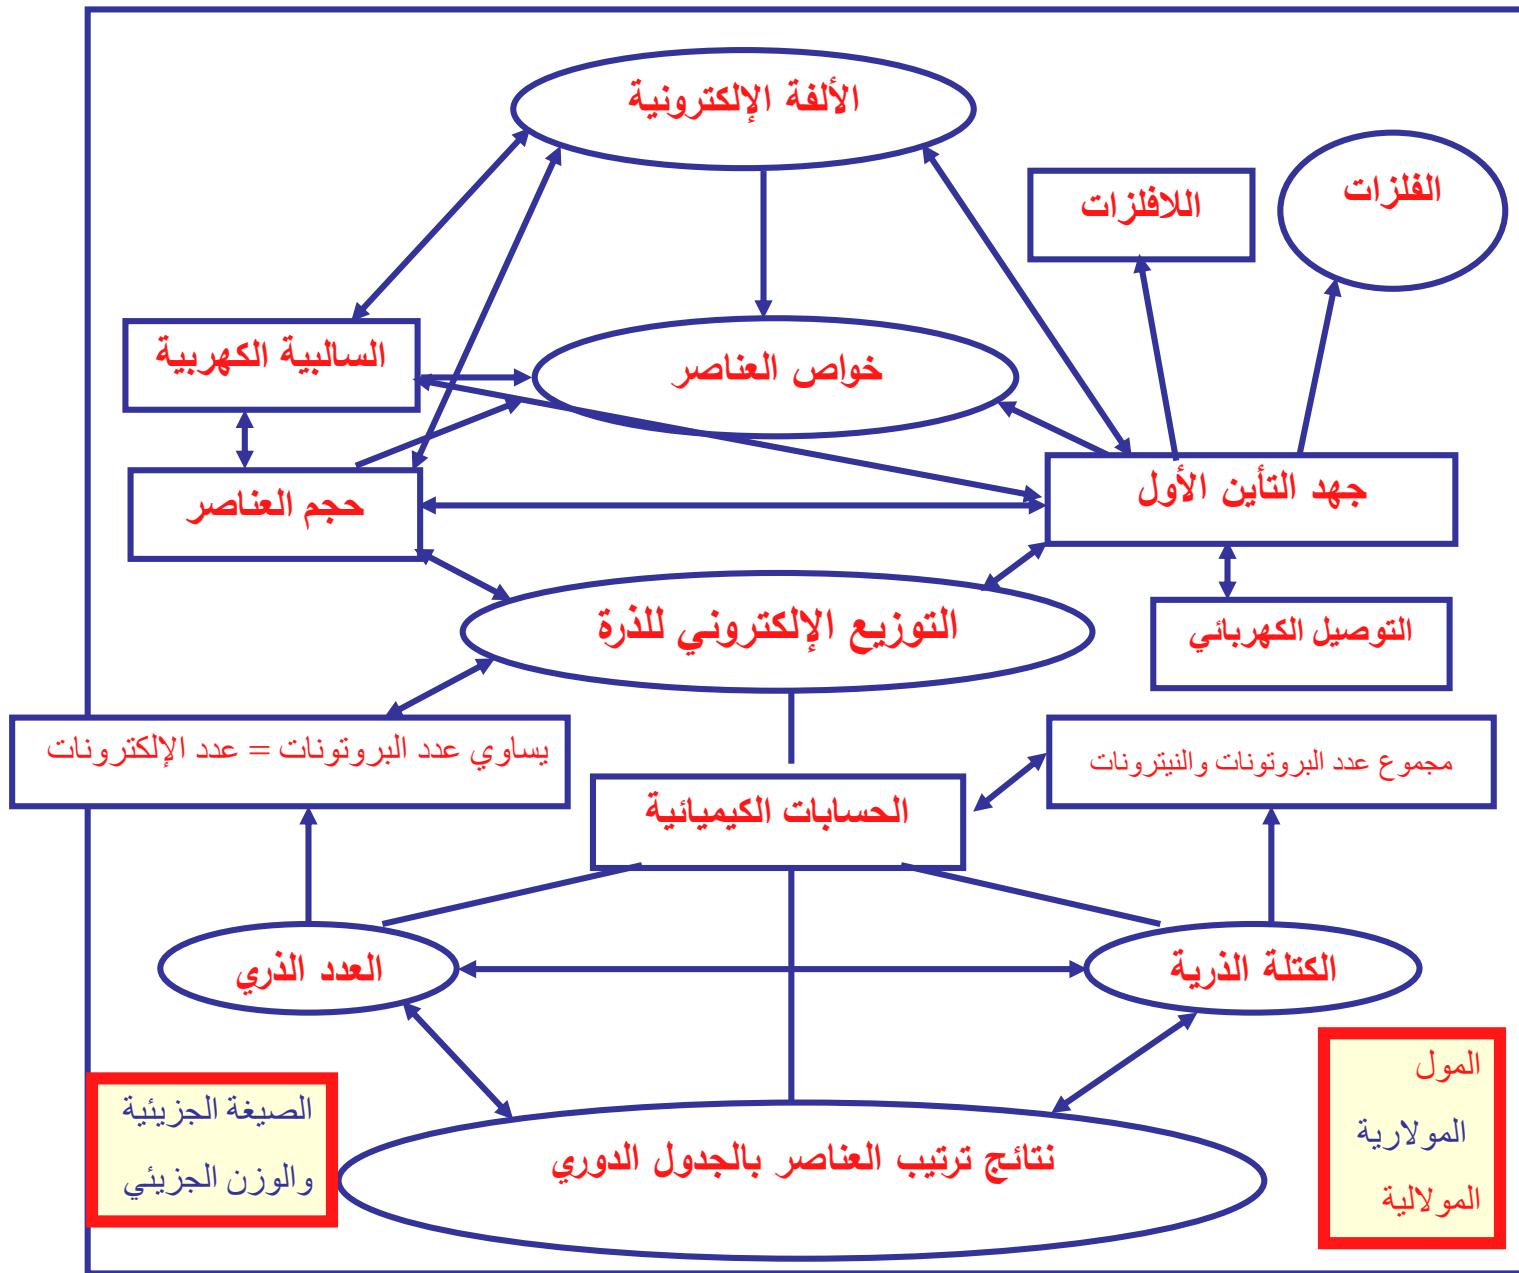 الألفة الإلكترونية
الفلزات
اللافلزات
السالبية الكهربية
خواص العناصر
جهد التأين الأول
حجم العناصر
التوزيع الإلكتروني للذرة
التوصيل الكهربائي
مجموع عدد البروتونات والنيترونات
يساوي عدد البروتونات = عدد الإلكترونات
الحسابات الكيميائية
الكتلة الذرية
العدد الذري
المول
المولارية
المولالية
الصيغة الجزيئية
والوزن الجزيئي
نتائج ترتيب العناصر بالجدول الدوري